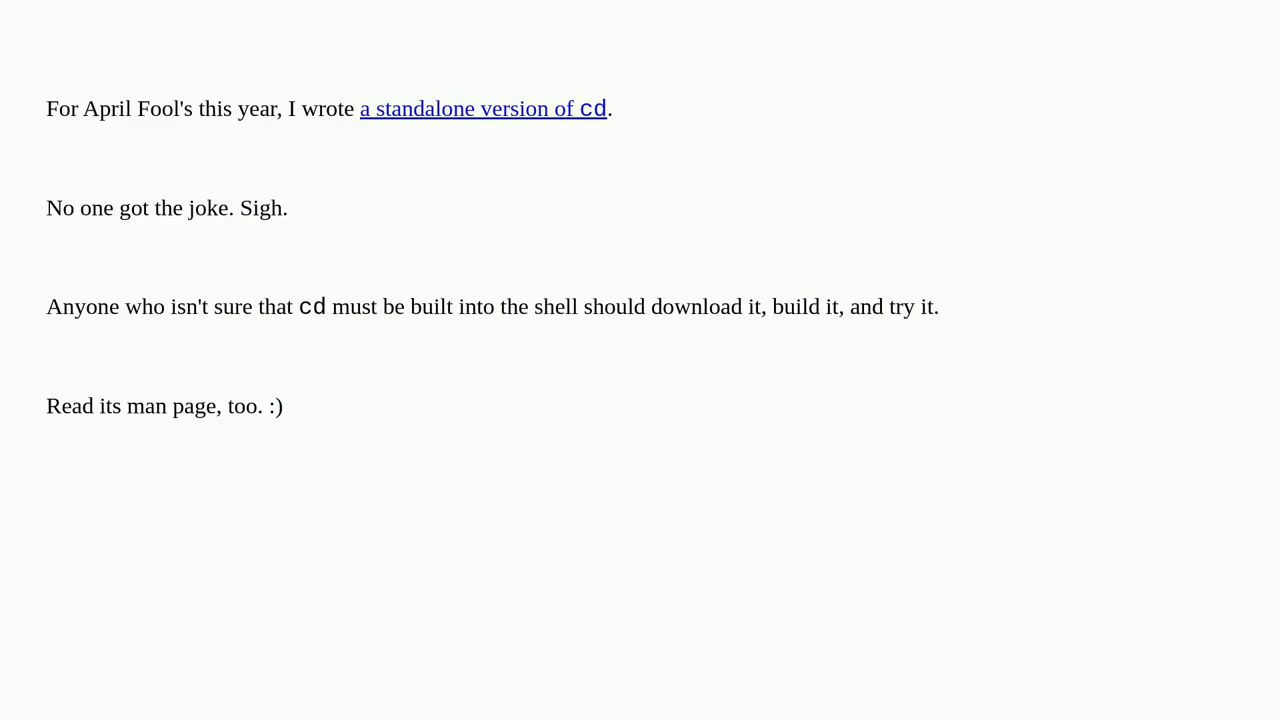 For April Fool's this year, I wrote a standalone version of cd.
No one got the joke. Sigh.
Anyone who isn't sure that cd must be built into the shell should download it, build it, and try it.
Read its man page, too. :)